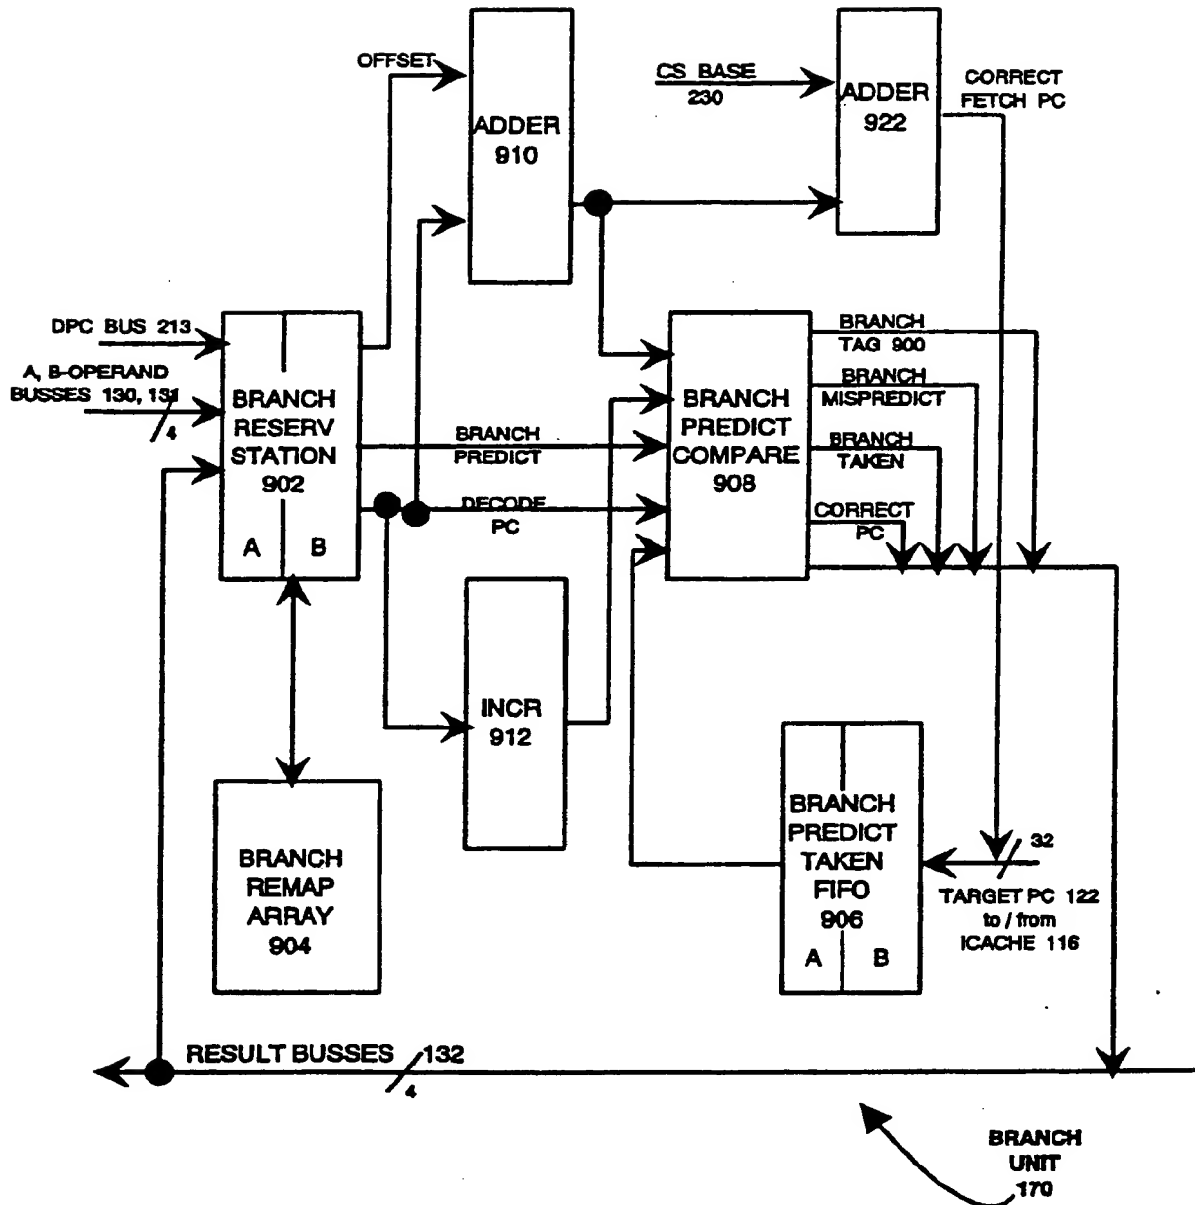 OFFSET
ADDER
910
CS BASE
230
ADDER
922
CORRECT
FETCH PC
DPC BUS 213
A, B-OPERAND
BUSSES 130, 131
4
BRANCH
RESERV
STATION
902
A B
BRANCH
PREDICT
DECODE
PC
BRANCH
PREDICT
COMPARE
908
BRANCH
TAG 900
BRANCH
MISPREDICT
BRANCH
TAKEN
CORRECT
PC
INCR
912
BRANCH
REMAP
ARRAY
904
BRANCH
PREDICT
TAKEN
FIFO
906
A B
32
TARGET PC 122
to / from
ICACHE 116
RESULT BUSSES 132
4
BRANCH
UNIT
170